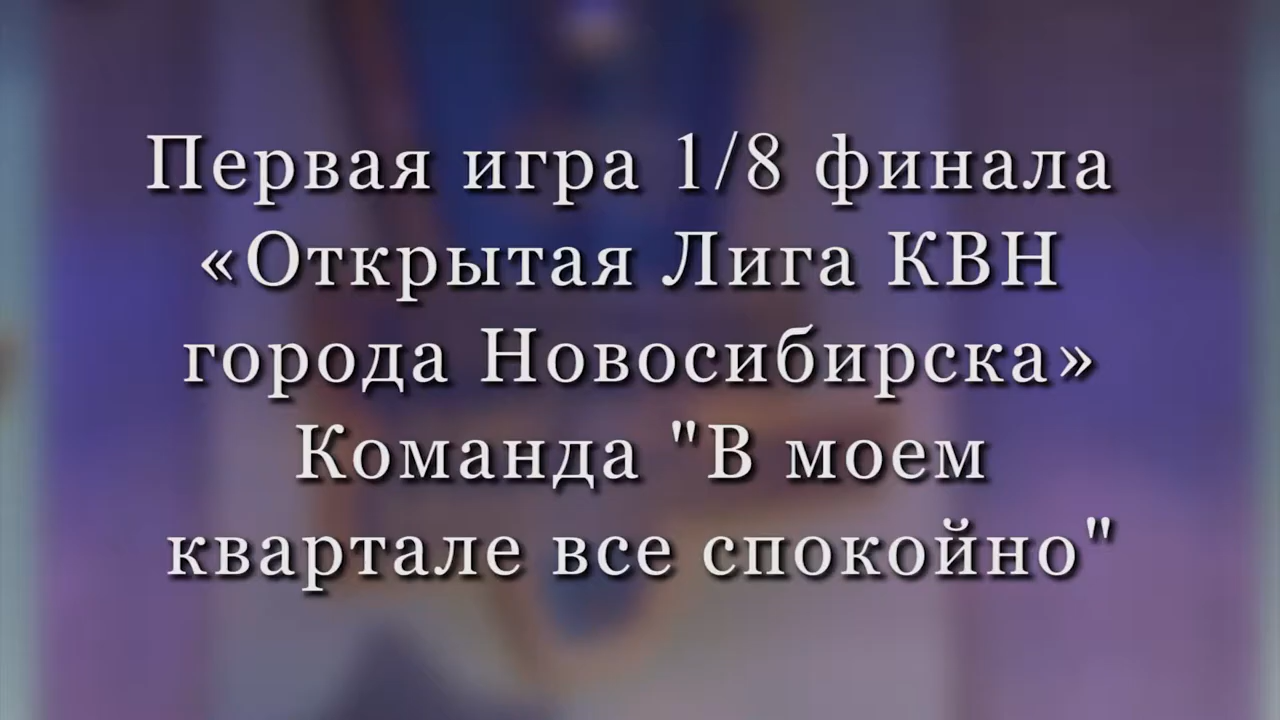 Первая игра 1/8 финала
«Открытая Лига КВН
города Новосибирска»
Команда "В моем
квартале все спокойно"